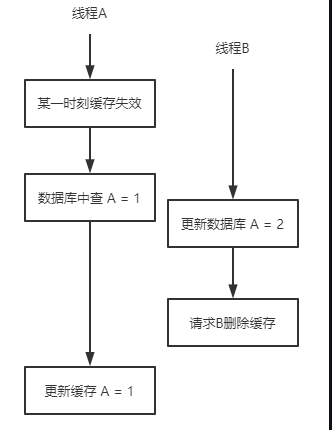 线程A
线程B
某一时刻缓存失效
数据库中查 A = 1
更新数据库 A = 2
请求B删除缓存
更新缓存 A = 1